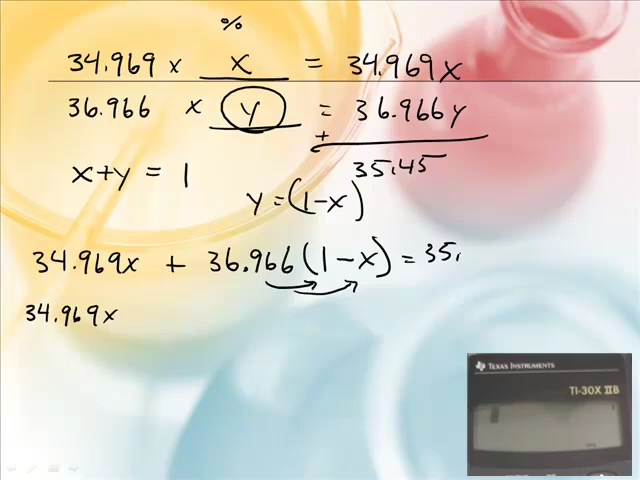 %
34.969 x x = 34.969x
36.966 x y = 36.966y
+
35.45
x+y = 1
y = (1-x)
34.969x + 36.966(1-x) = 35.
34.969x
TEXAS INSTRUMENTS
TI-30X IIB